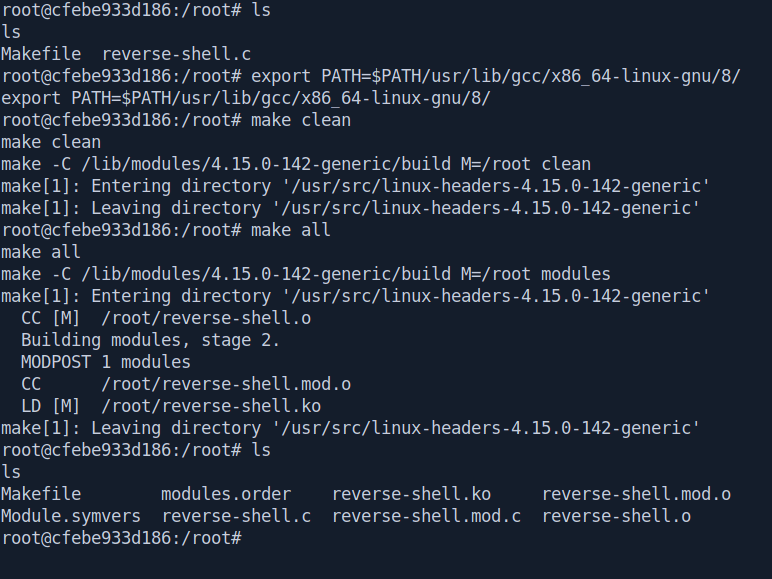 root@cfebe933d186:/root# ls
ls
Makefile  reverse-shell.c
root@cfebe933d186:/root# export PATH=$PATH/usr/lib/gcc/x86_64-linux-gnu/8/
export PATH=$PATH/usr/lib/gcc/x86_64-linux-gnu/8/
root@cfebe933d186:/root# make clean
make clean
make -C /lib/modules/4.15.0-142-generic/build M=/root clean
make[1]: Entering directory '/usr/src/linux-headers-4.15.0-142-generic'
make[1]: Leaving directory '/usr/src/linux-headers-4.15.0-142-generic'
root@cfebe933d186:/root# make all
make all
make -C /lib/modules/4.15.0-142-generic/build M=/root modules
make[1]: Entering directory '/usr/src/linux-headers-4.15.0-142-generic'
  CC [M]  /root/reverse-shell.o
  Building modules, stage 2.
  MODPOST 1 modules
  CC      /root/reverse-shell.mod.o
  LD [M]  /root/reverse-shell.ko
make[1]: Leaving directory '/usr/src/linux-headers-4.15.0-142-generic'
root@cfebe933d186:/root# ls
ls
Makefile        modules.order    reverse-shell.ko     reverse-shell.mod.o
Module.symvers  reverse-shell.c  reverse-shell.mod.c  reverse-shell.o
root@cfebe933d186:/root#